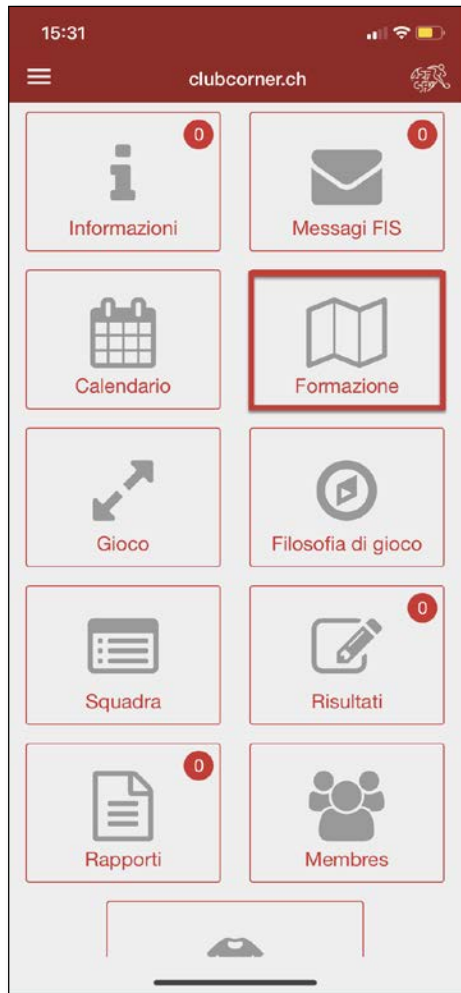 15:31
clubcorner.ch
0
0
Informazioni
Messagi FIS
Calendario
Formazione
Gioco
Filosofia di gioco
0
Squadra
Risultati
0
Rapporti
Membres